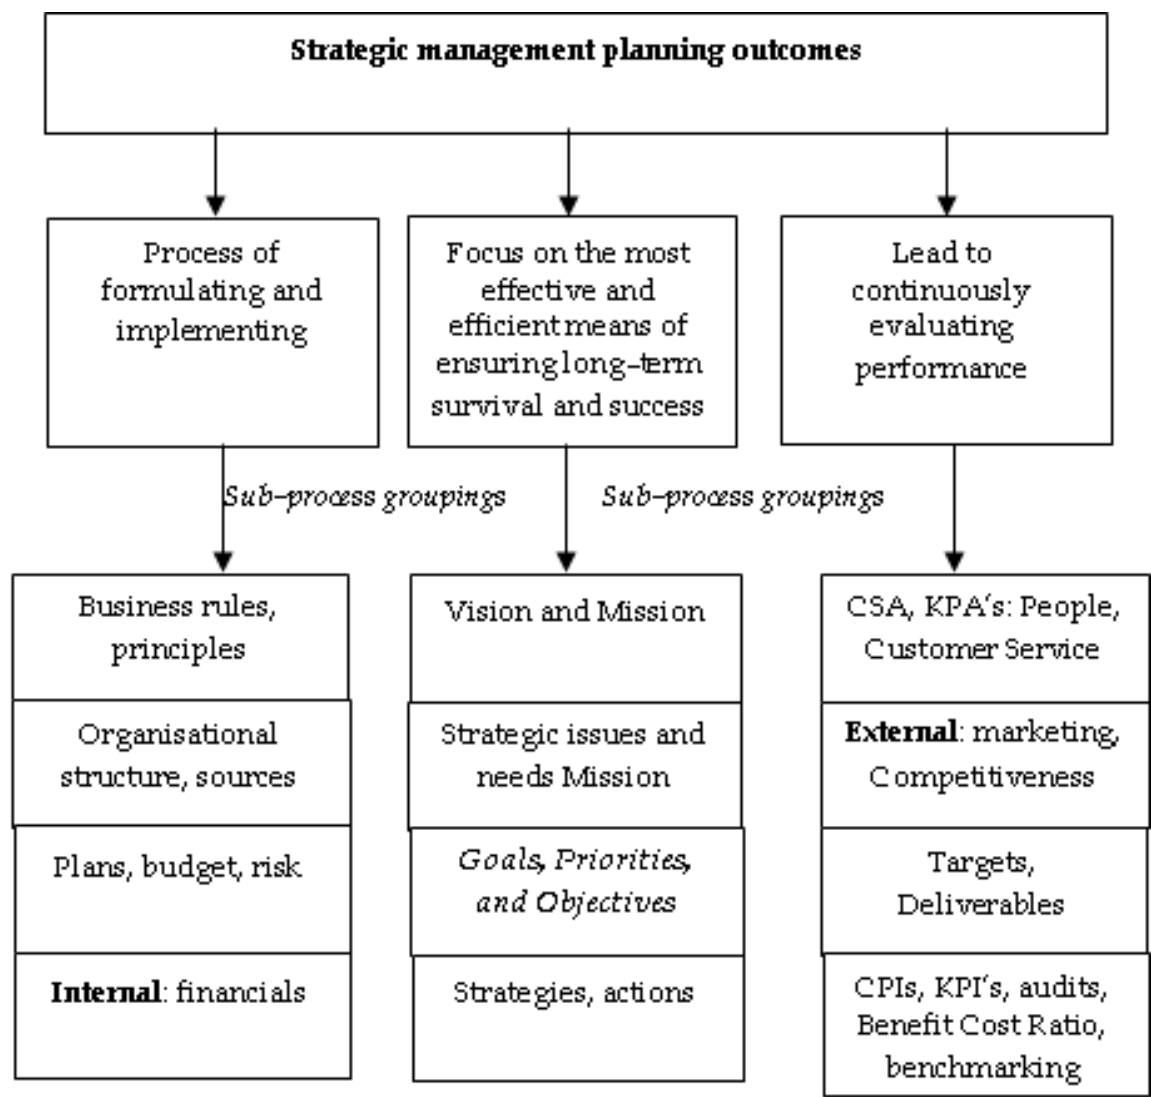 Strategic management planning outcomes
Process of
formulating and
implementing
Focus on the most
effective and
efficient means of
ensuring long-term
survival and success
Lead to
continuously
evaluating
performance
Sub-process groupings
Sub-process groupings
Business rules,
principles
Organisational
structure, sources
Plans, budget, risk
Internal: financials
Vision and Mission
Strategic issues and
needs Mission
Goals, Priorities,
and Objectives
Strategies, actions
CSA, KPA‘s: People,
Customer Service
External: marketing,
Competitiveness
Targets,
Deliverables
CPIs, KPI‘s, audits,
Benefit Cost Ratio,
benchmarking